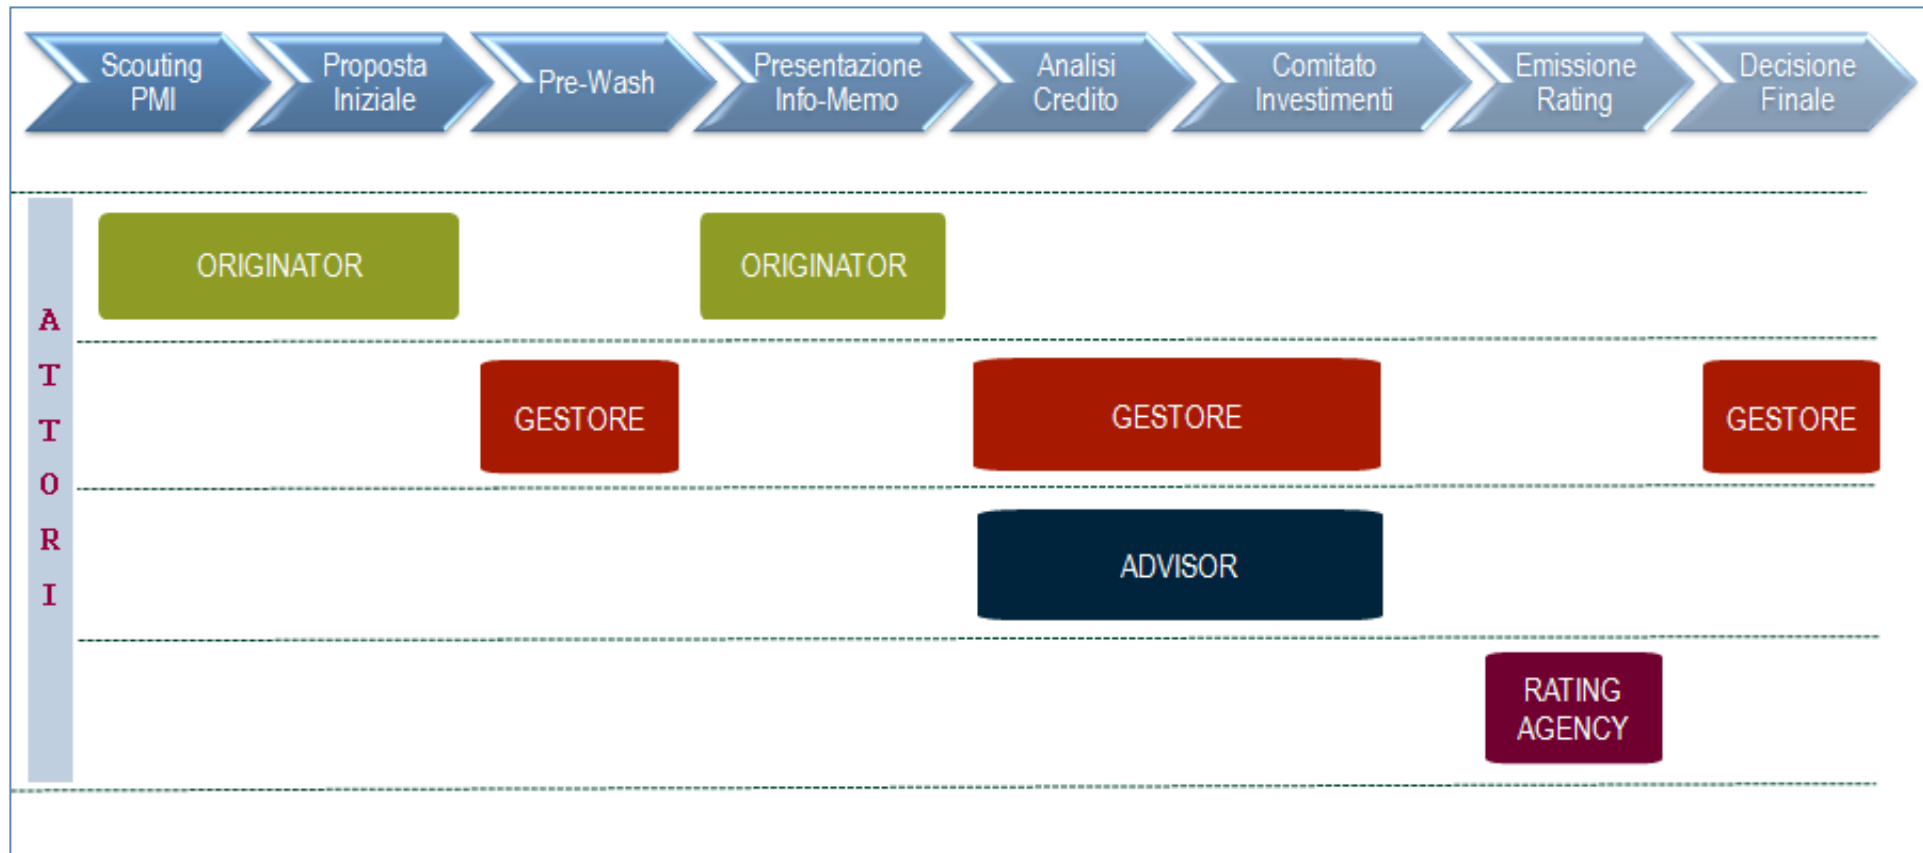 Scouting
PMI
Proposta
Iniziale
Pre-Wash
Presentazione
Info-Memo
Analisi
Credito
Comitato
Investimenti
Emissione
Rating
Decisione
Finale
ATTORI
ORIGINATOR
ORIGINATOR
GESTORE
GESTORE
GESTORE
ADVISOR
RATING
AGENCY